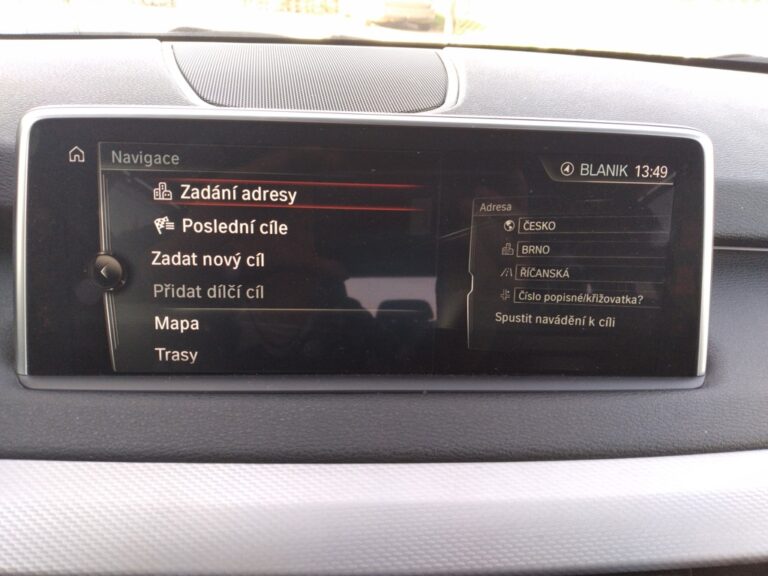 Navigace
BLANIK 13:49
Zadání adresy
Poslední cíle
Zadat nový cíl
Přidat dílčí cíl
Mapa
Trasy
Adresa
ČESKO
BRNO
ŘÍČANSKÁ
Číslo popisné/křižovatka?
Spustit navádění k cíli